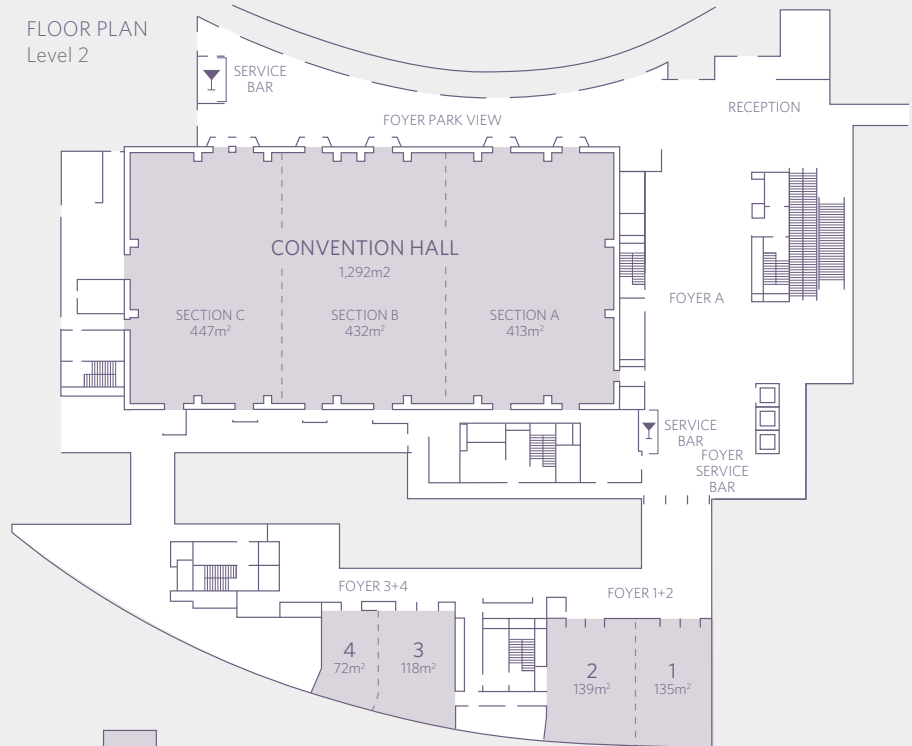 FLOOR PLAN
Level 2
SERVICE
BAR
FOYER PARK VIEW
RECEPTION
CONVENTION HALL
1,292m2
FOYER A
SECTION C
447m²
SECTION B
432m²
SECTION A
413m²
SERVICE
BAR
FOYER
SERVICE
BAR
FOYER 3+4
FOYER 1+2
4
72m²
3
118m²
2
139m²
1
135m²